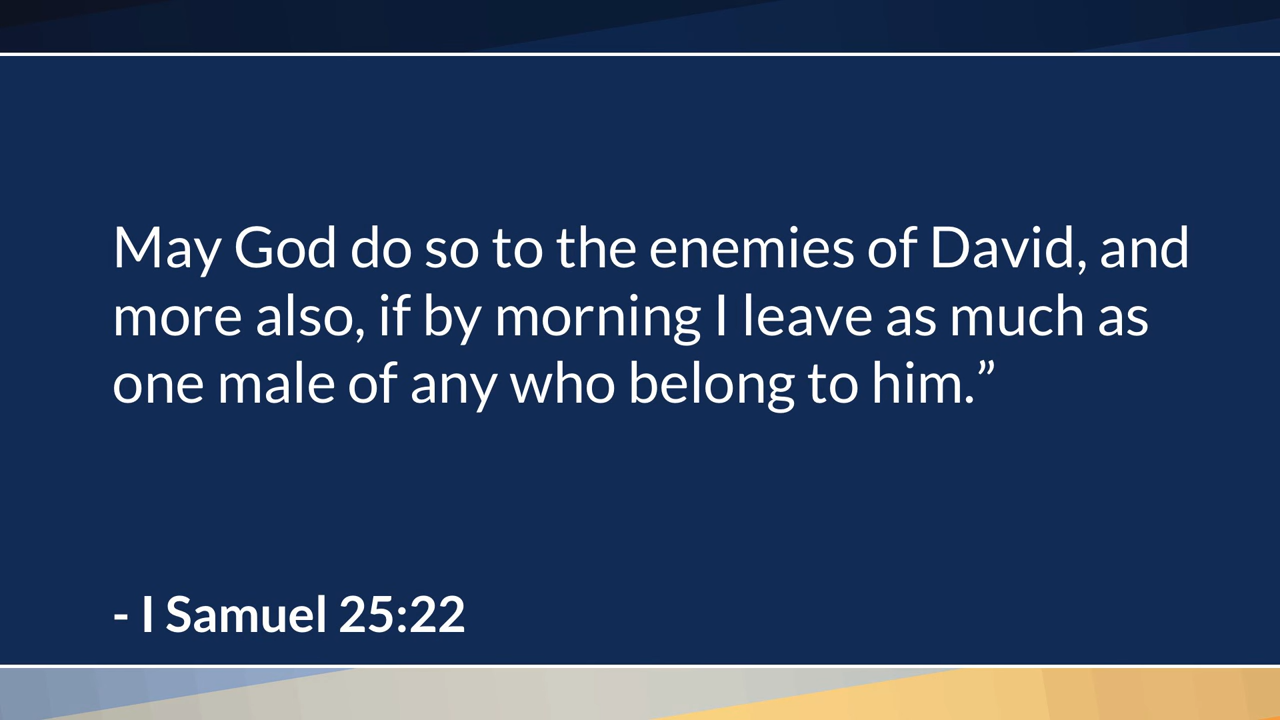 May God do so to the enemies of David, and
more also, if by morning I leave as much as
one male of any who belong to him.”
- I Samuel 25:22